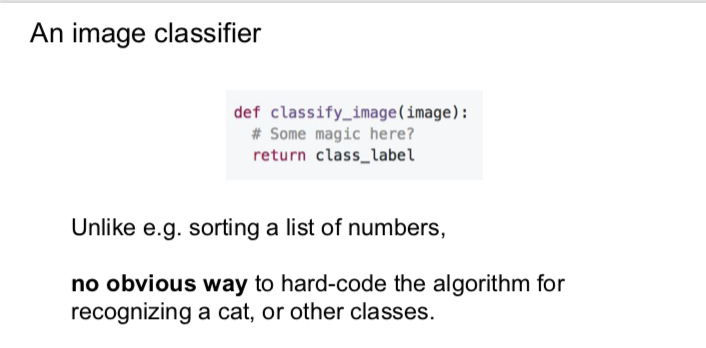 An image classifier
def classify_image(image):
# Some magic here?
return class_label
Unlike e.g. sorting a list of numbers,
no obvious way to hard-code the algorithm for
recognizing a cat, or other classes.